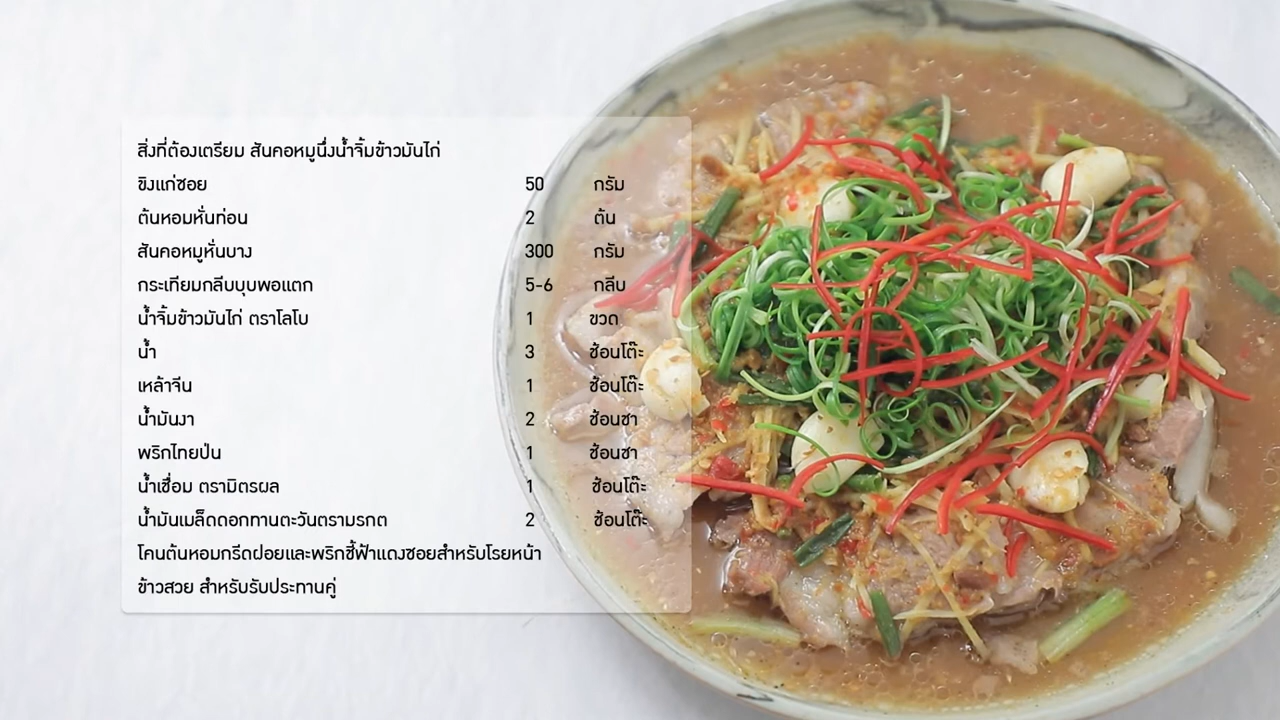 สิ่งที่ต้องเตรียม สันคอหมูนึ่งน้ำจิ้มข้าวมันไก่
ขิงแก่ซอย 50 กรัม
ต้นหอมหั่นท่อน 2 ต้น
สันคอหมูหั่นบาง 300 กรัม
กระเทียมกลีบบุบพอแตก 5-6 กลีบ
น้ำจิ้มข้าวมันไก่ ตราโลโบ 1 ขวด
น้ำ 3 ช้อนโต๊ะ
เหล้าจีน 1 ช้อนโต๊ะ
น้ำมันงา 2 ช้อนชา
พริกไทยป่น 1 ช้อนชา
น้ำเชื่อม ตรามิตรผล 1 ช้อนโต๊ะ
น้ำมันเมล็ดดอกทานตะวันตรามรกต 2 ช้อนโต๊ะ
โคนต้นหอมกรีดฝอยและพริกชี้ฟ้าแดงซอยสำหรับโรยหน้า
ข้าวสวย สำหรับรับประทานคู่